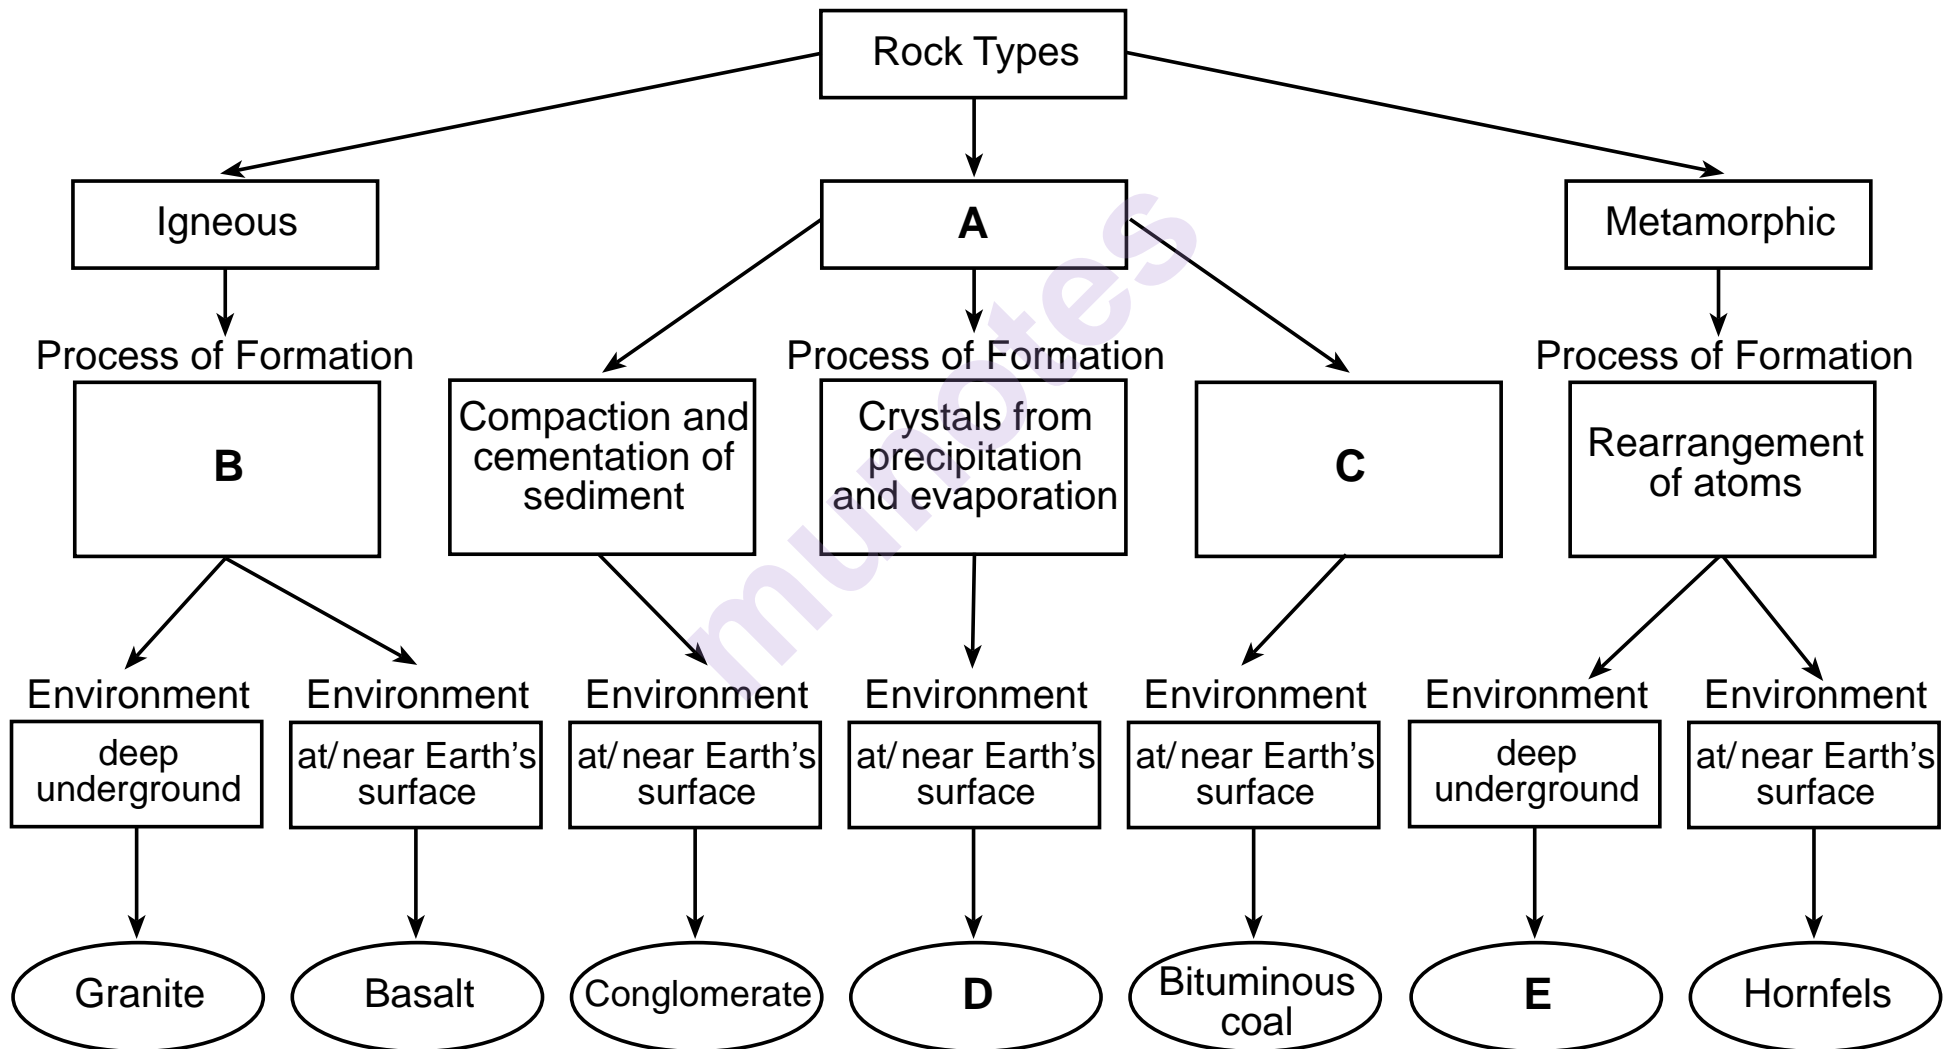 Rock Types
Igneous
A
Metamorphic
Process of Formation
Process of Formation
Process of Formation
B
Compaction and
cementation of
sediment
Crystals from
precipitation
and evaporation
C
Rearrangement
of atoms
Environment
Environment
Environment
Environment
Environment
Environment
Environment
deep
underground
at/near Earth's
surface
at/near Earth's
surface
at/near Earth's
surface
at/near Earth's
surface
deep
underground
at/near Earth's
surface
Granite
Basalt
Conglomerate
D
Bituminous
coal
E
Hornfels
munotes